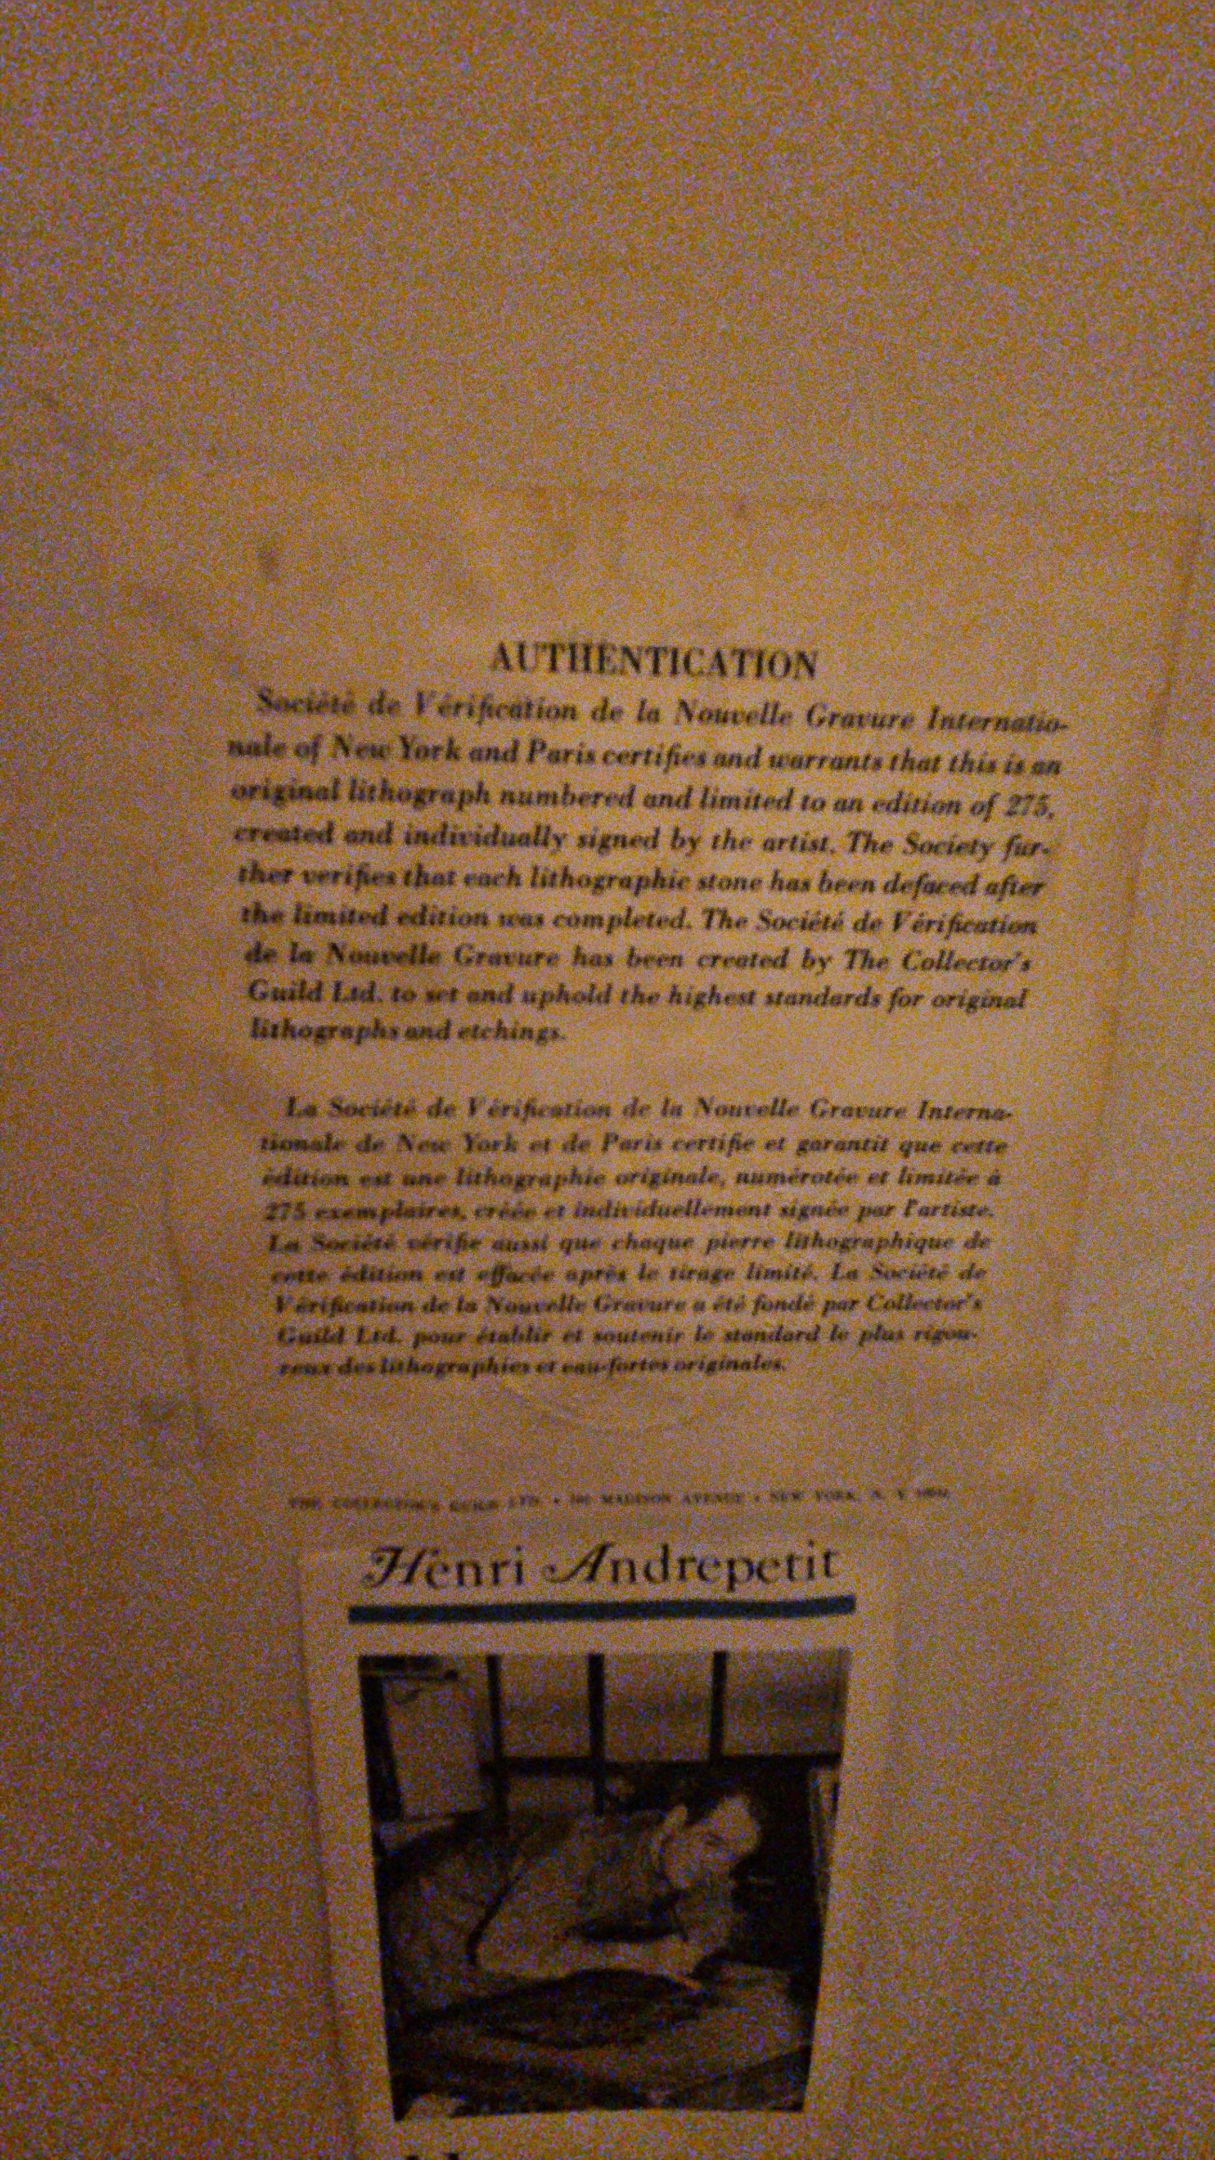 AUTHENTICATION
Société de Vérification de la Nouvelle Gravure Internatio-
nale of New York and Paris certifies and warrants that this is an
original lithograph numbered and limited to an edition of 275,
created and individually signed by the artist. The Society fur-
ther verifies that each lithographic stone has been defaced after
the limited edition was completed. The Société de Vérification
de la Nouvelle Gravure has been created by The Collector's
Guild Ltd. to set and uphold the highest standards for original
lithographs and etchings.
La Société de Vérification de la Nouvelle Gravure Interna-
tionale de New York et de Paris certifie et garantit que cette
édition est une lithographie originale, numérotée et limitée à
275 exemplaires, créée et individuellement signée par l'artiste.
La Société vérifie aussi que chaque pierre lithographique de
cette édition est effacée après le tirage limité. La Société de
Vérification de la Nouvelle Gravure a été fondé par Collector's
Guild Ltd. pour établir et soutenir le standard le plus rigou-
reux des lithographies et eau-fortes originales.
THE COLLECTOR'S GUILD LTD. • MADISON AVENUE • NEW YORK, N. Y.
Henri Andrepetit